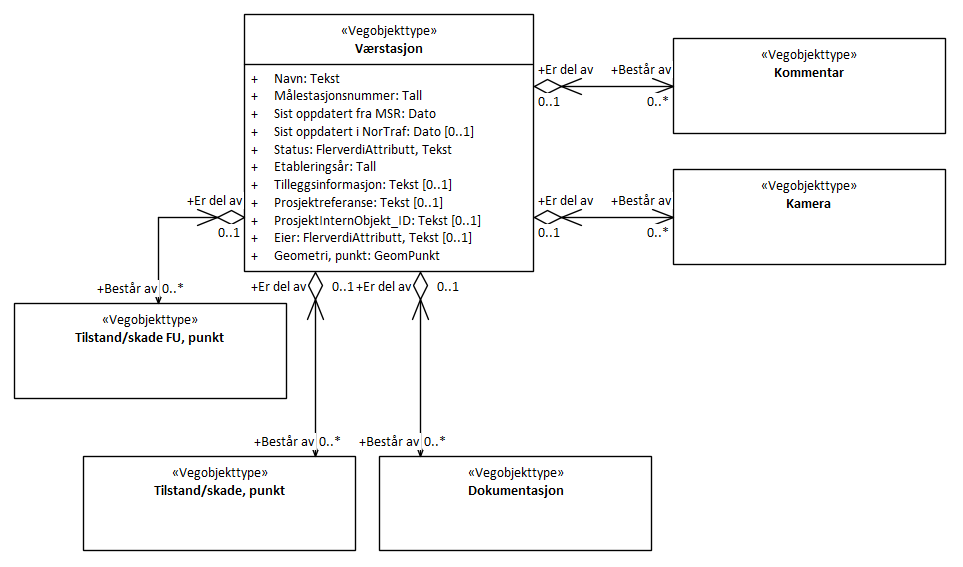 «Vegobjekttype»
Værstasjon
+ Navn: Tekst
+ Målestasjonsnummer: Tall
+ Sist oppdatert fra MSR: Dato
+ Sist oppdatert i NorTraf: Dato [0..1]
+ Status: FlerverdiAttributt, Tekst
+ Etableringsår: Tall
+ Tilleggsinformasjon: Tekst [0..1]
+ Prosjektreferanse: Tekst [0..1]
+ ProsjektInternObjekt_ID: Tekst [0..1]
+ Eier: FlerverdiAttributt, Tekst [0..1]
+ Geometri, punkt: GeomPunkt
+Er del av +Består av
0..1 0..*
«Vegobjekttype»
Kommentar
+Er del av +Består av
0..1 0..*
«Vegobjekttype»
Kamera
+Er del av
0..1
+Består av 0..*
«Vegobjekttype»
Tilstand/skade FU, punkt
+Er del av 0..1 +Er del av 0..1
+Består av 0..* +Består av 0..*
«Vegobjekttype»
Tilstand/skade, punkt
«Vegobjekttype»
Dokumentasjon